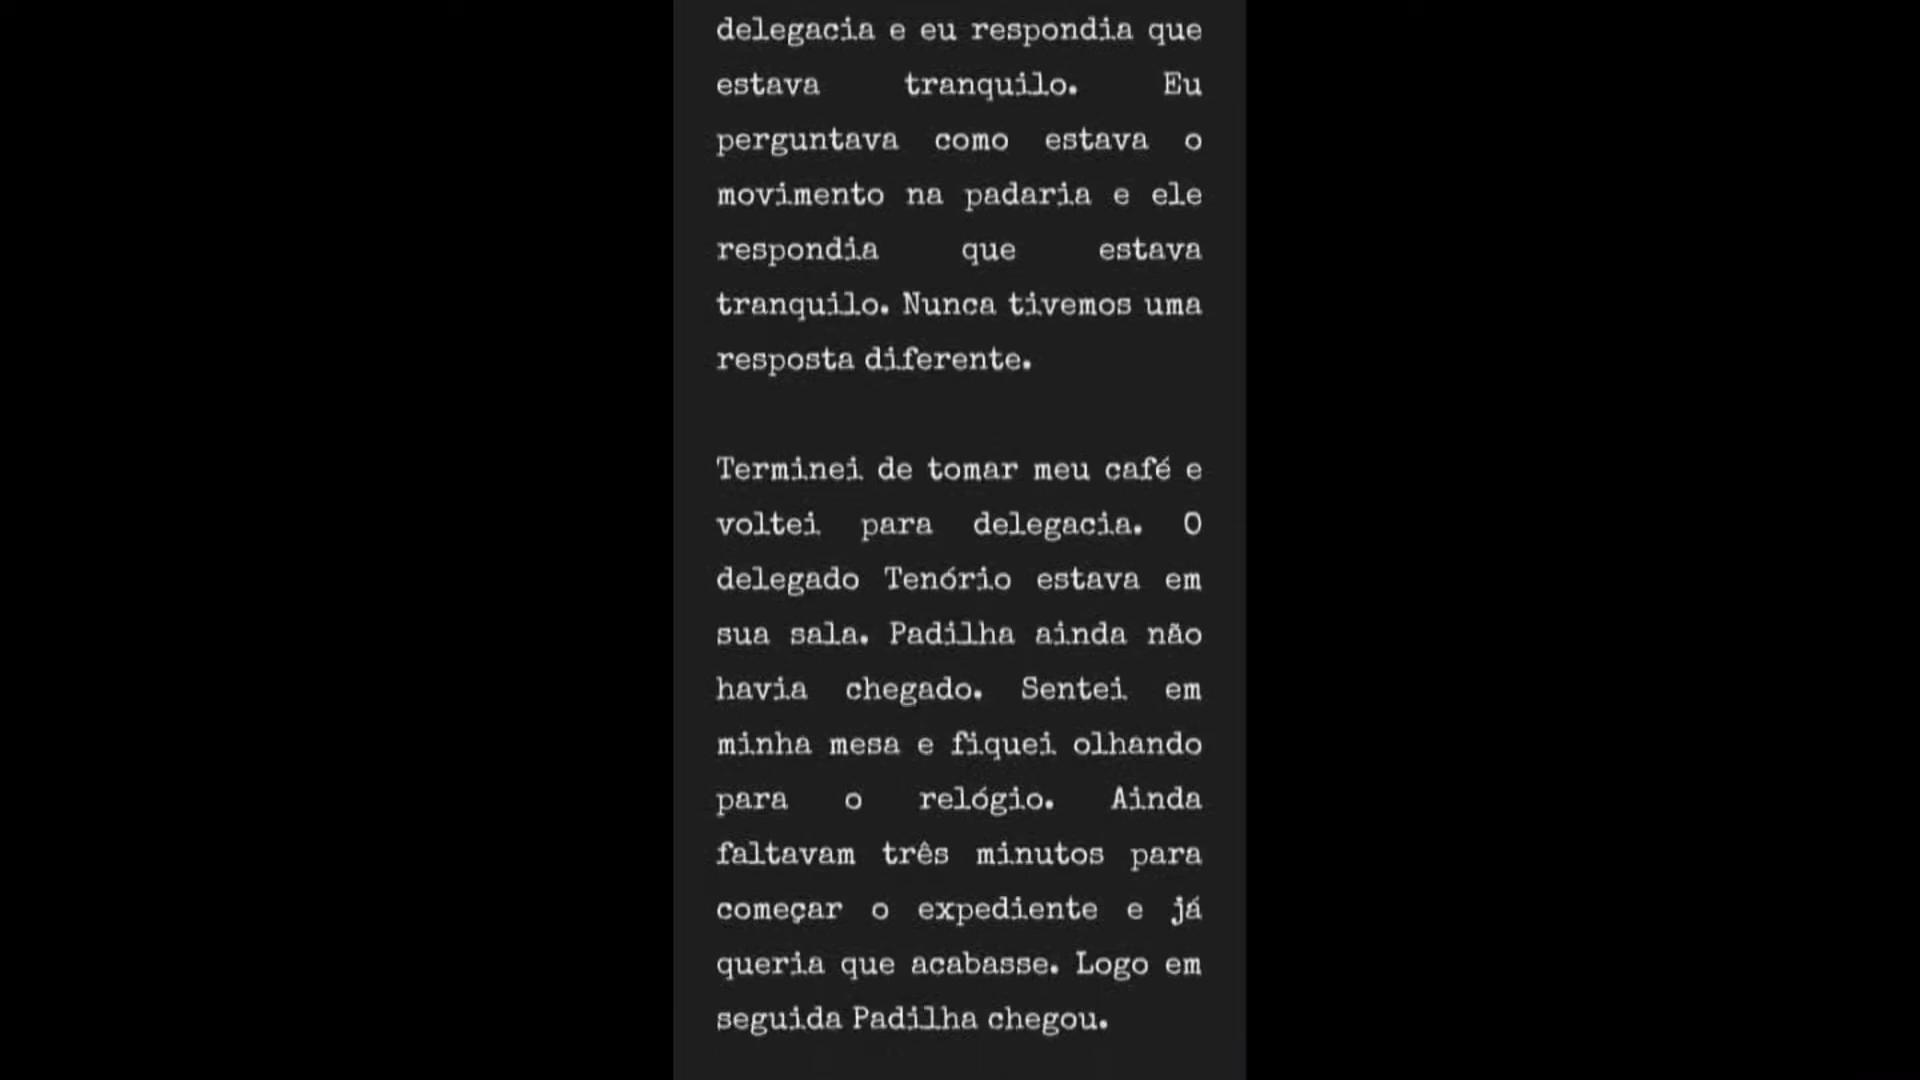 delegacia e eu respondia que
estava tranquilo. Eu
perguntava como estava o
movimento na padaria e ele
respondia que estava
tranquilo. Nunca tivemos uma
resposta diferente.
Terminei de tomar meu café e
voltei para delegacia. O
delegado Tenório estava em
sua sala. Padilha ainda não
havia chegado. Sentei em
minha mesa e fiquei olhando
para o relógio. Ainda
faltavam três minutos para
começar o expediente e já
queria que acabasse. Logo em
seguida Padilha chegou.